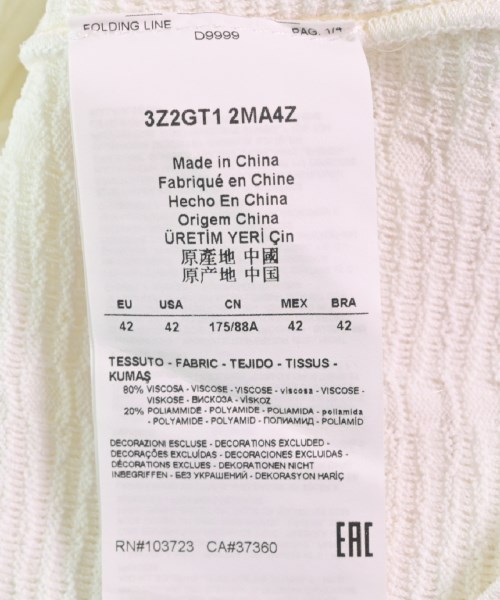 FOLDING LINE D9999 PAG. 1/4
3Z2GT1 2MA4Z
Made in China
Fabriqué en Chine
Hecho En China
Origem China
ÜRETİM YERİ Çin
原產地 中國
原产地 中国
EU USA CN MEX BRA
42 42 175/88A 42 42
TESSUTO - FABRIC - TEJIDO - TISSUS -
KUMAŞ
80% VISCOSA - VISCOSE - VISCOSE - viscosa - VISCOSE -
VISKOSE - ВИСКОЗА - VİSKOZ
20% POLIAMMIDE - POLYAMIDE - POLIAMIDA - poliamida
- POLYAMIDE - POLYAMID - ПОЛИАМИД - POLİAMİD
DECORAZIONI ESCLUSE - DECORATIONS EXCLUDED -
DECORAÇÕES EXCLUÍDAS - DECORACIONES EXCLUIDAS -
DÉCORATIONS EXCLUES - DEKORATIONEN NICHT
INBEGRIFFEN - БЕЗ УКРАШЕНИЙ - DEKORASYON HARİÇ
RN#103723 CA#37360 EAC